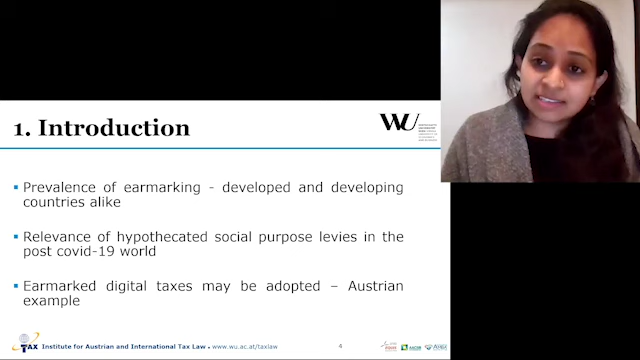 1. Introduction
WU
▪ Prevalence of earmarking - developed and developing
countries alike
▪ Relevance of hypothecated social purpose levies in the
post covid-19 world
▪ Earmarked digital taxes may be adopted – Austrian
example
TAX Institute for Austrian and International Tax Law ▪ www.wu.ac.at/taxlaw
4